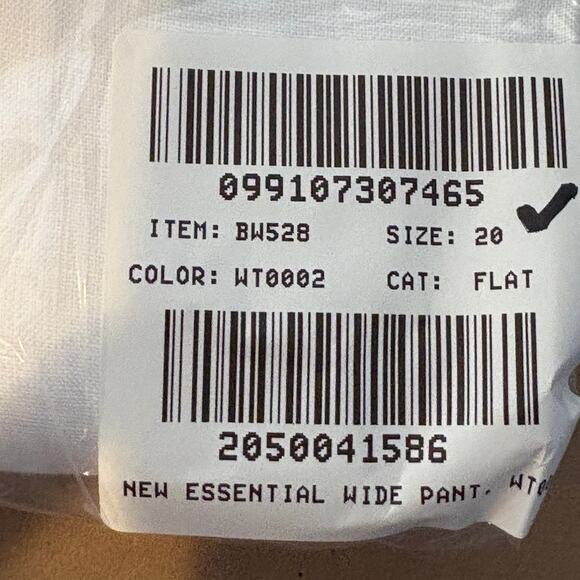 099107307465
ITEM: BW528 SIZE: 20
COLOR: WT0002 CAT: FLAT
2050041586
NEW ESSENTIAL WIDE PANT.